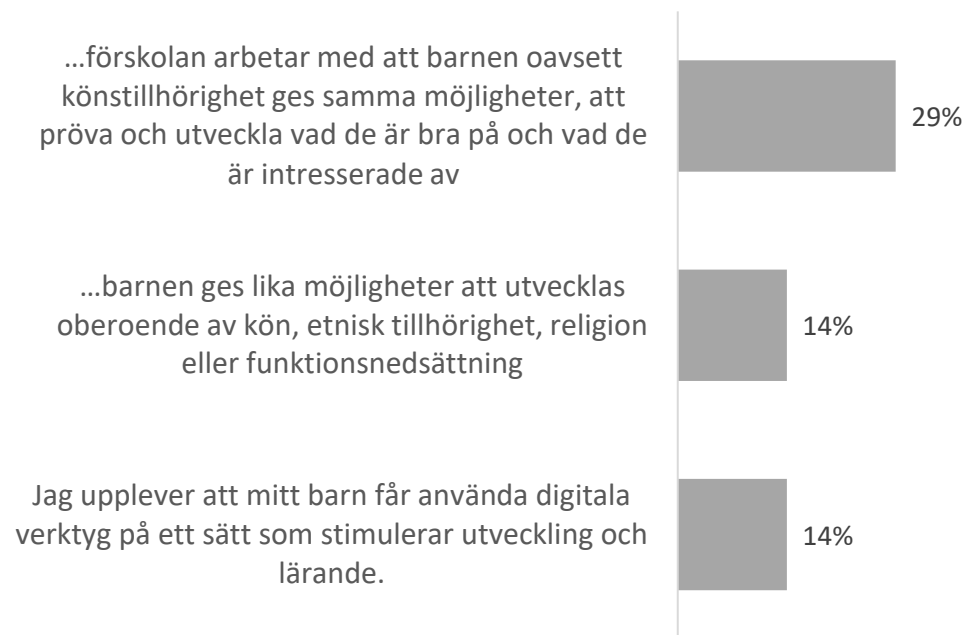 …förskolan arbetar med att barnen oavsett
könstillhörighet ges samma möjligheter, att
pröva och utveckla vad de är bra på och vad de
är intresserade av
29%
…barnen ges lika möjligheter att utvecklas
oberoende av kön, etnisk tillhörighet, religion
eller funktionsnedsättning
14%
Jag upplever att mitt barn får använda digitala
verktyg på ett sätt som stimulerar utveckling och
lärande.
14%